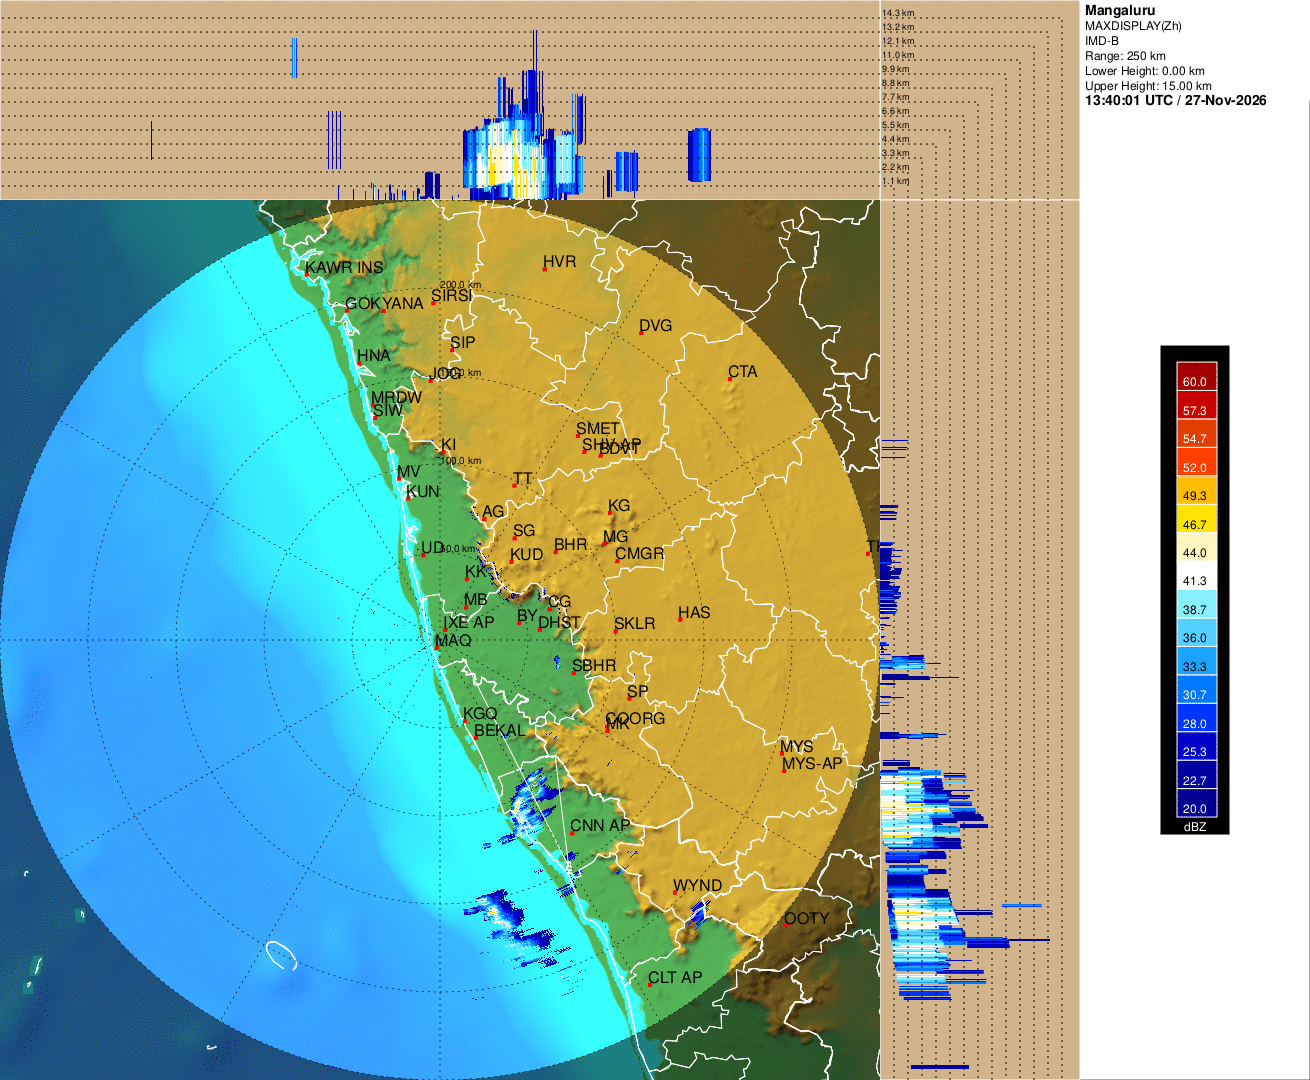 14.3 km
13.2 km
12.1 km
11.0 km
9.9 km
8.8 km
7.7 km
6.6 km
5.5 km
4.4 km
3.3 km
2.2 km
1.1 km
Mangaluru
MAXDISPLAY(Zh)
IMD-B
Range: 250 km
Lower Height: 0.00 km
Upper Height: 15.00 km
13:40:01 UTC / 27-Nov-2026
KAWR INS
HVR
200.0 km
SIRSI
GOKYANA
DVG
SIP
HNA
JOG
CTA
MRDW
SIW
SMET
SHV-AP
BDVT
KI
100.0 km
MV
TT
KUN
AG
KG
SG
MG
UD
50.0 km
KUD
BHR
CMGR
KK
MB
CG
IXE AP
BY
DHST
SKLR
HAS
MAQ
SBHR
SP
KGQ
COORG
MK
BEKAL
MYS
MYS-AP
CNN AP
WYND
OOTY
CLT AP
60.0
57.3
54.7
52.0
49.3
46.7
44.0
41.3
38.7
36.0
33.3
30.7
28.0
25.3
22.7
20.0
dBZ